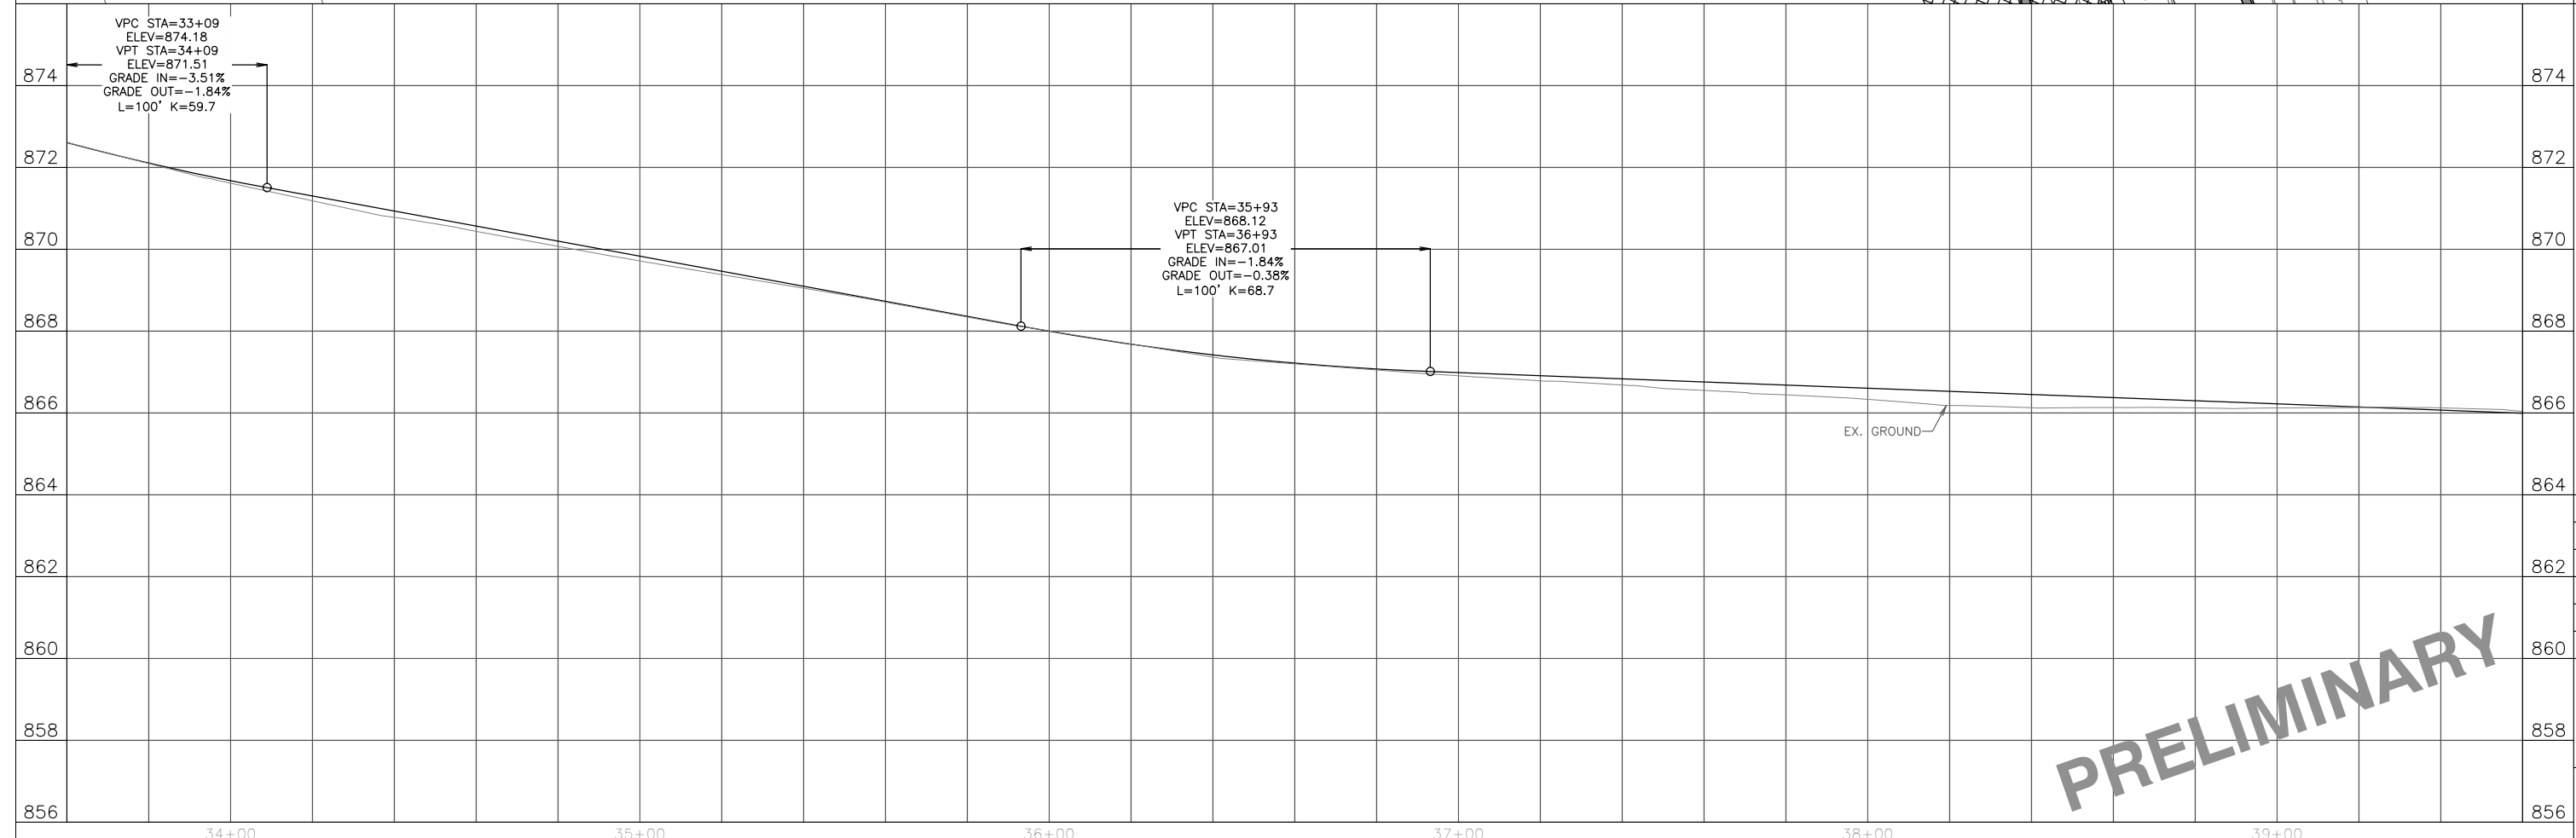 VPC STA=33+09
ELEV=874.18
VPT STA=34+09
ELEV=871.51
GRADE IN=-3.51%
GRADE OUT=-1.84%
L=100' K=59.7
VPC STA=35+93
ELEV=868.12
VPT STA=36+93
ELEV=867.01
GRADE IN=-1.84%
GRADE OUT=-0.38%
L=100' K=68.7
874 874
872 872
870 870
868 868
866 866
EX. GROUND
864 864
862 862
860 860
858 858
856 856
PRELIMINARY
34+00 35+00 36+00 37+00 38+00 39+00